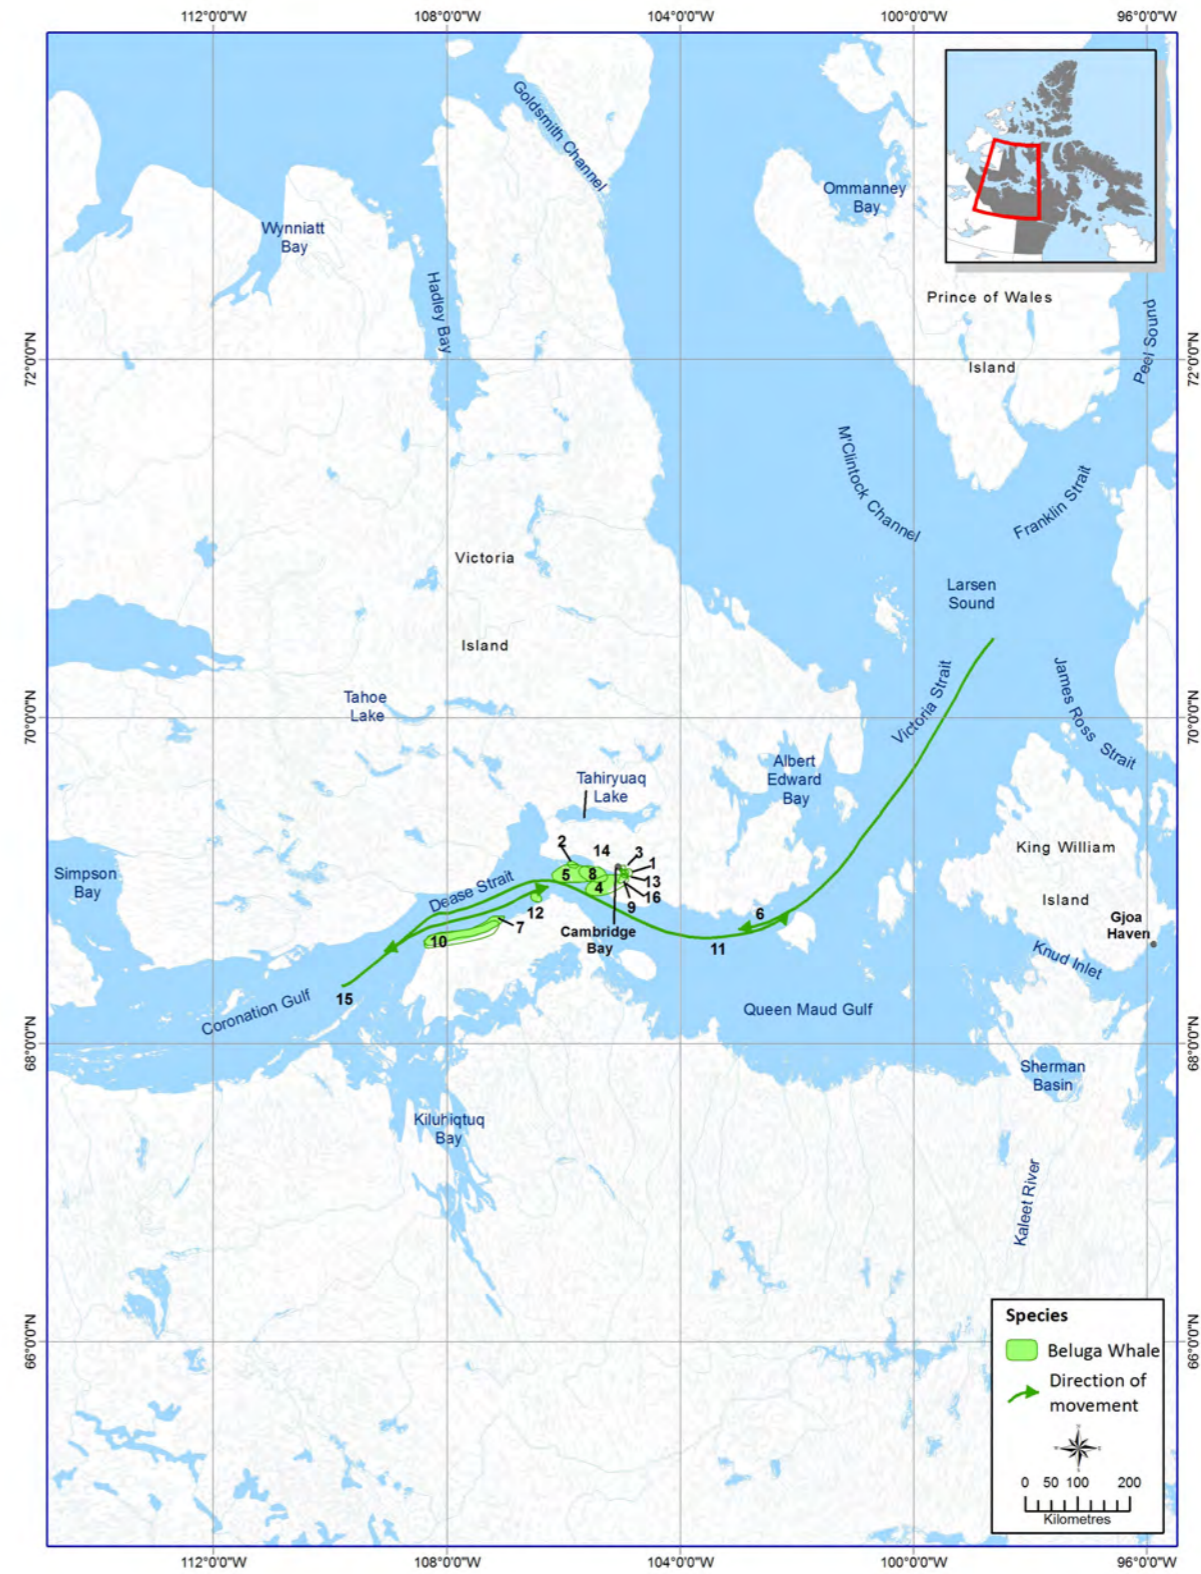 112°0'0"W 108°0'0"W 104°0'0"W 100°0'0"W 96°0'0"W
Goldsmith Channel
Ommanney
Bay
Wynniatt
Bay
Hadley Bay
Prince of Wales
Island
Peel Sound
72°0'0"N 72°0'0"N
M'Clintock Channel
Franklin Strait
Victoria
Island
Larsen
Sound
Victoria Strait
James Ross Strait
Tahoe
Lake
70°0'0"N 70°0'0"N
Albert
Edward
Bay
Tahiryuaq
Lake
King William
Island
Simpson
Bay
2 14 3
1
5 8 13
4 16
9
Dease Strait
12
7
10
Cambridge
Bay
6
11
Gjoa
Haven
Knud Inlet
15
Coronation Gulf
Queen Maud Gulf
68°0'0"N 68°0'0"N
Sherman
Basin
Kiluhiqtuq
Bay
Kaleet River
66°0'0"N 66°0'0"N
Species
Beluga Whale
Direction of
movement
0 50 100 200
Kilometres
112°0'0"W 108°0'0"W 104°0'0"W 100°0'0"W 96°0'0"W